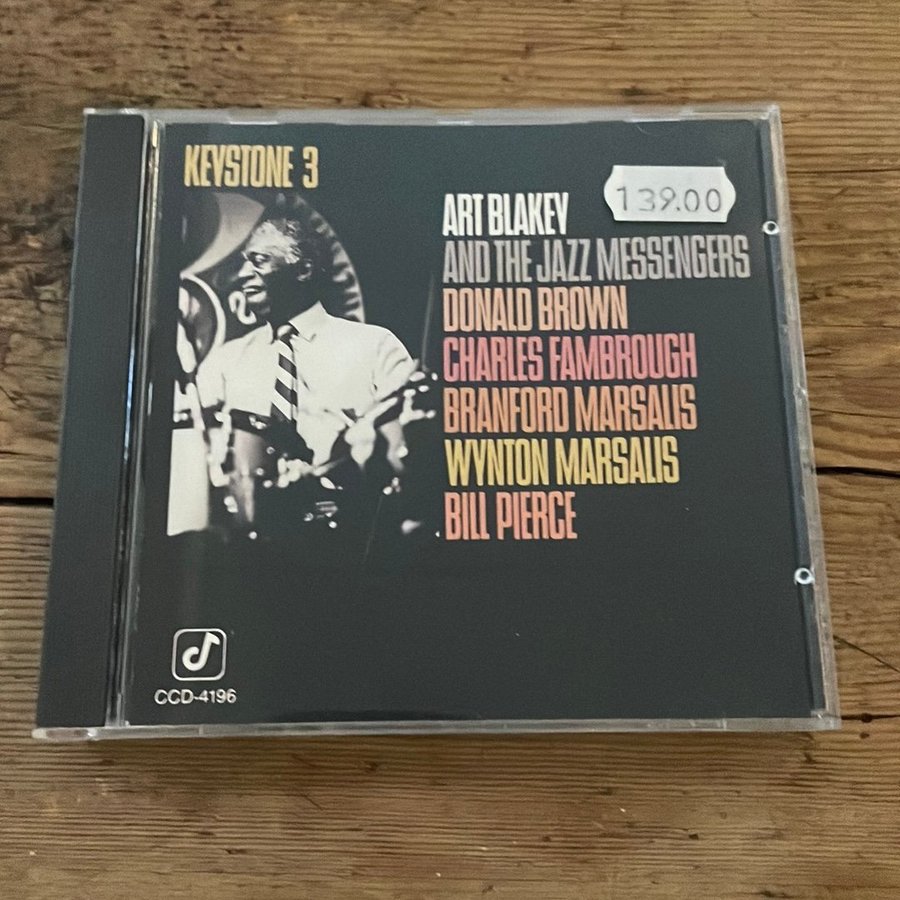 KEYSTONE 3
139.00
ART BLAKEY
AND THE JAZZ MESSENGERS
DONALD BROWN
CHARLES FAMBROUGH
BRANFORD MARSALIS
WYNTON MARSALIS
BILL PIERCE
CCD-4196